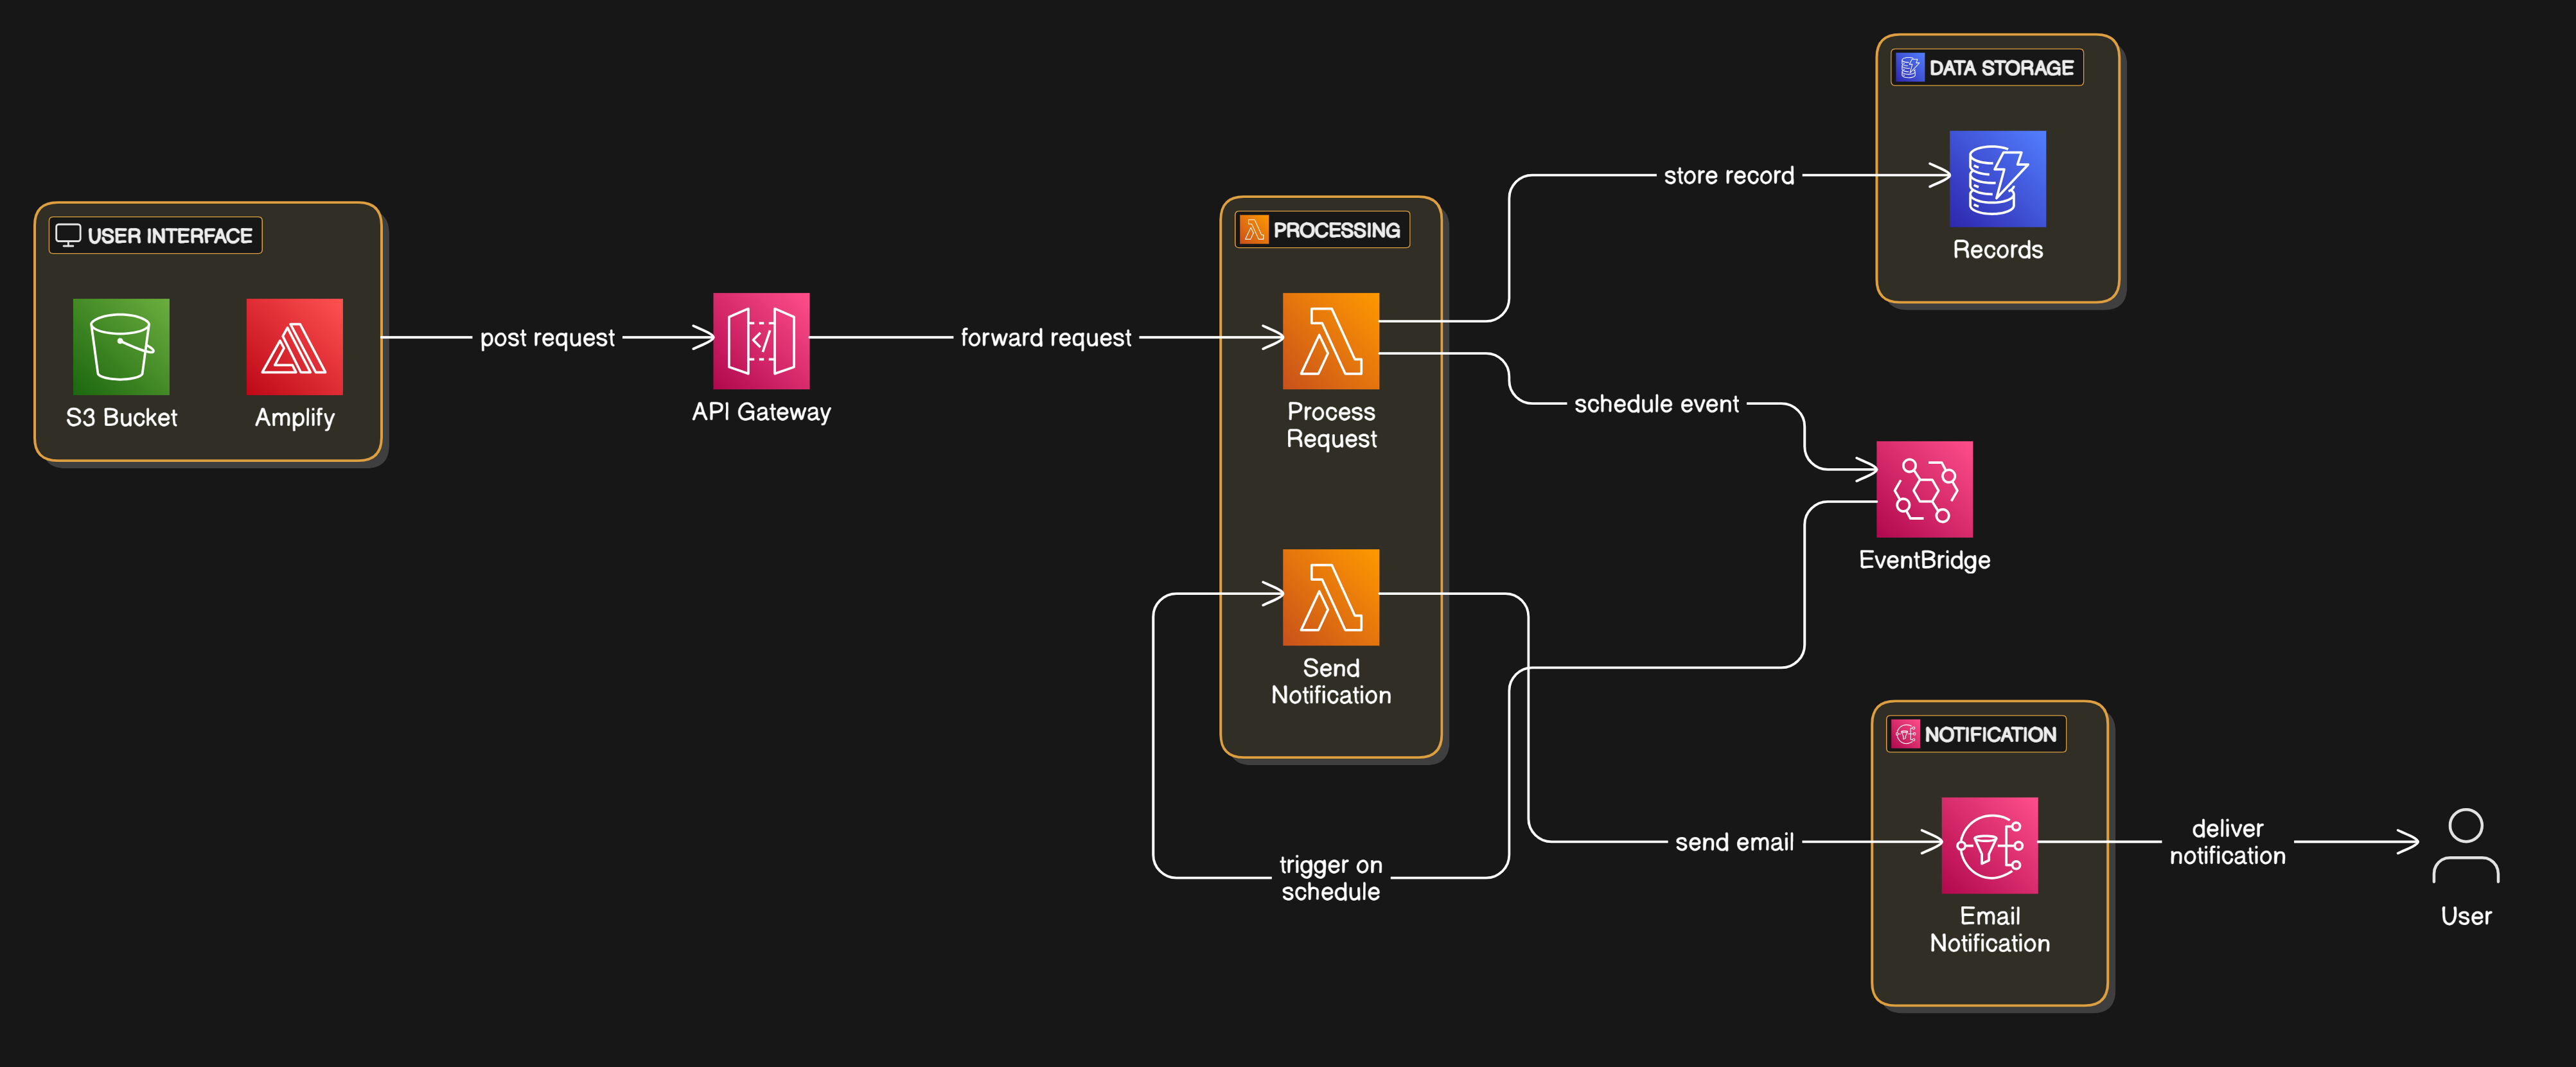 USER INTERFACE
S3 Bucket
Amplify
post request
API Gateway
forward request
PROCESSING
Process
Request
Send
Notification
store record
DATA STORAGE
Records
schedule event
EventBridge
trigger on
schedule
send email
NOTIFICATION
Email
Notification
deliver
notification
User